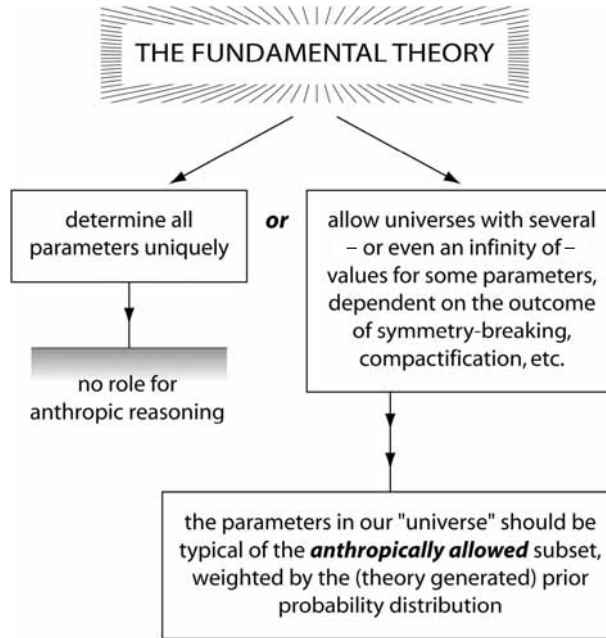 THE FUNDAMENTAL THEORY
determine all
parameters uniquely
or
allow universes with several
– or even an infinity of –
values for some parameters,
dependent on the outcome
of symmetry-breaking,
compactification, etc.
no role for
anthropic reasoning
the parameters in our "universe" should be
typical of the anthropically allowed subset,
weighted by the (theory generated) prior
probability distribution